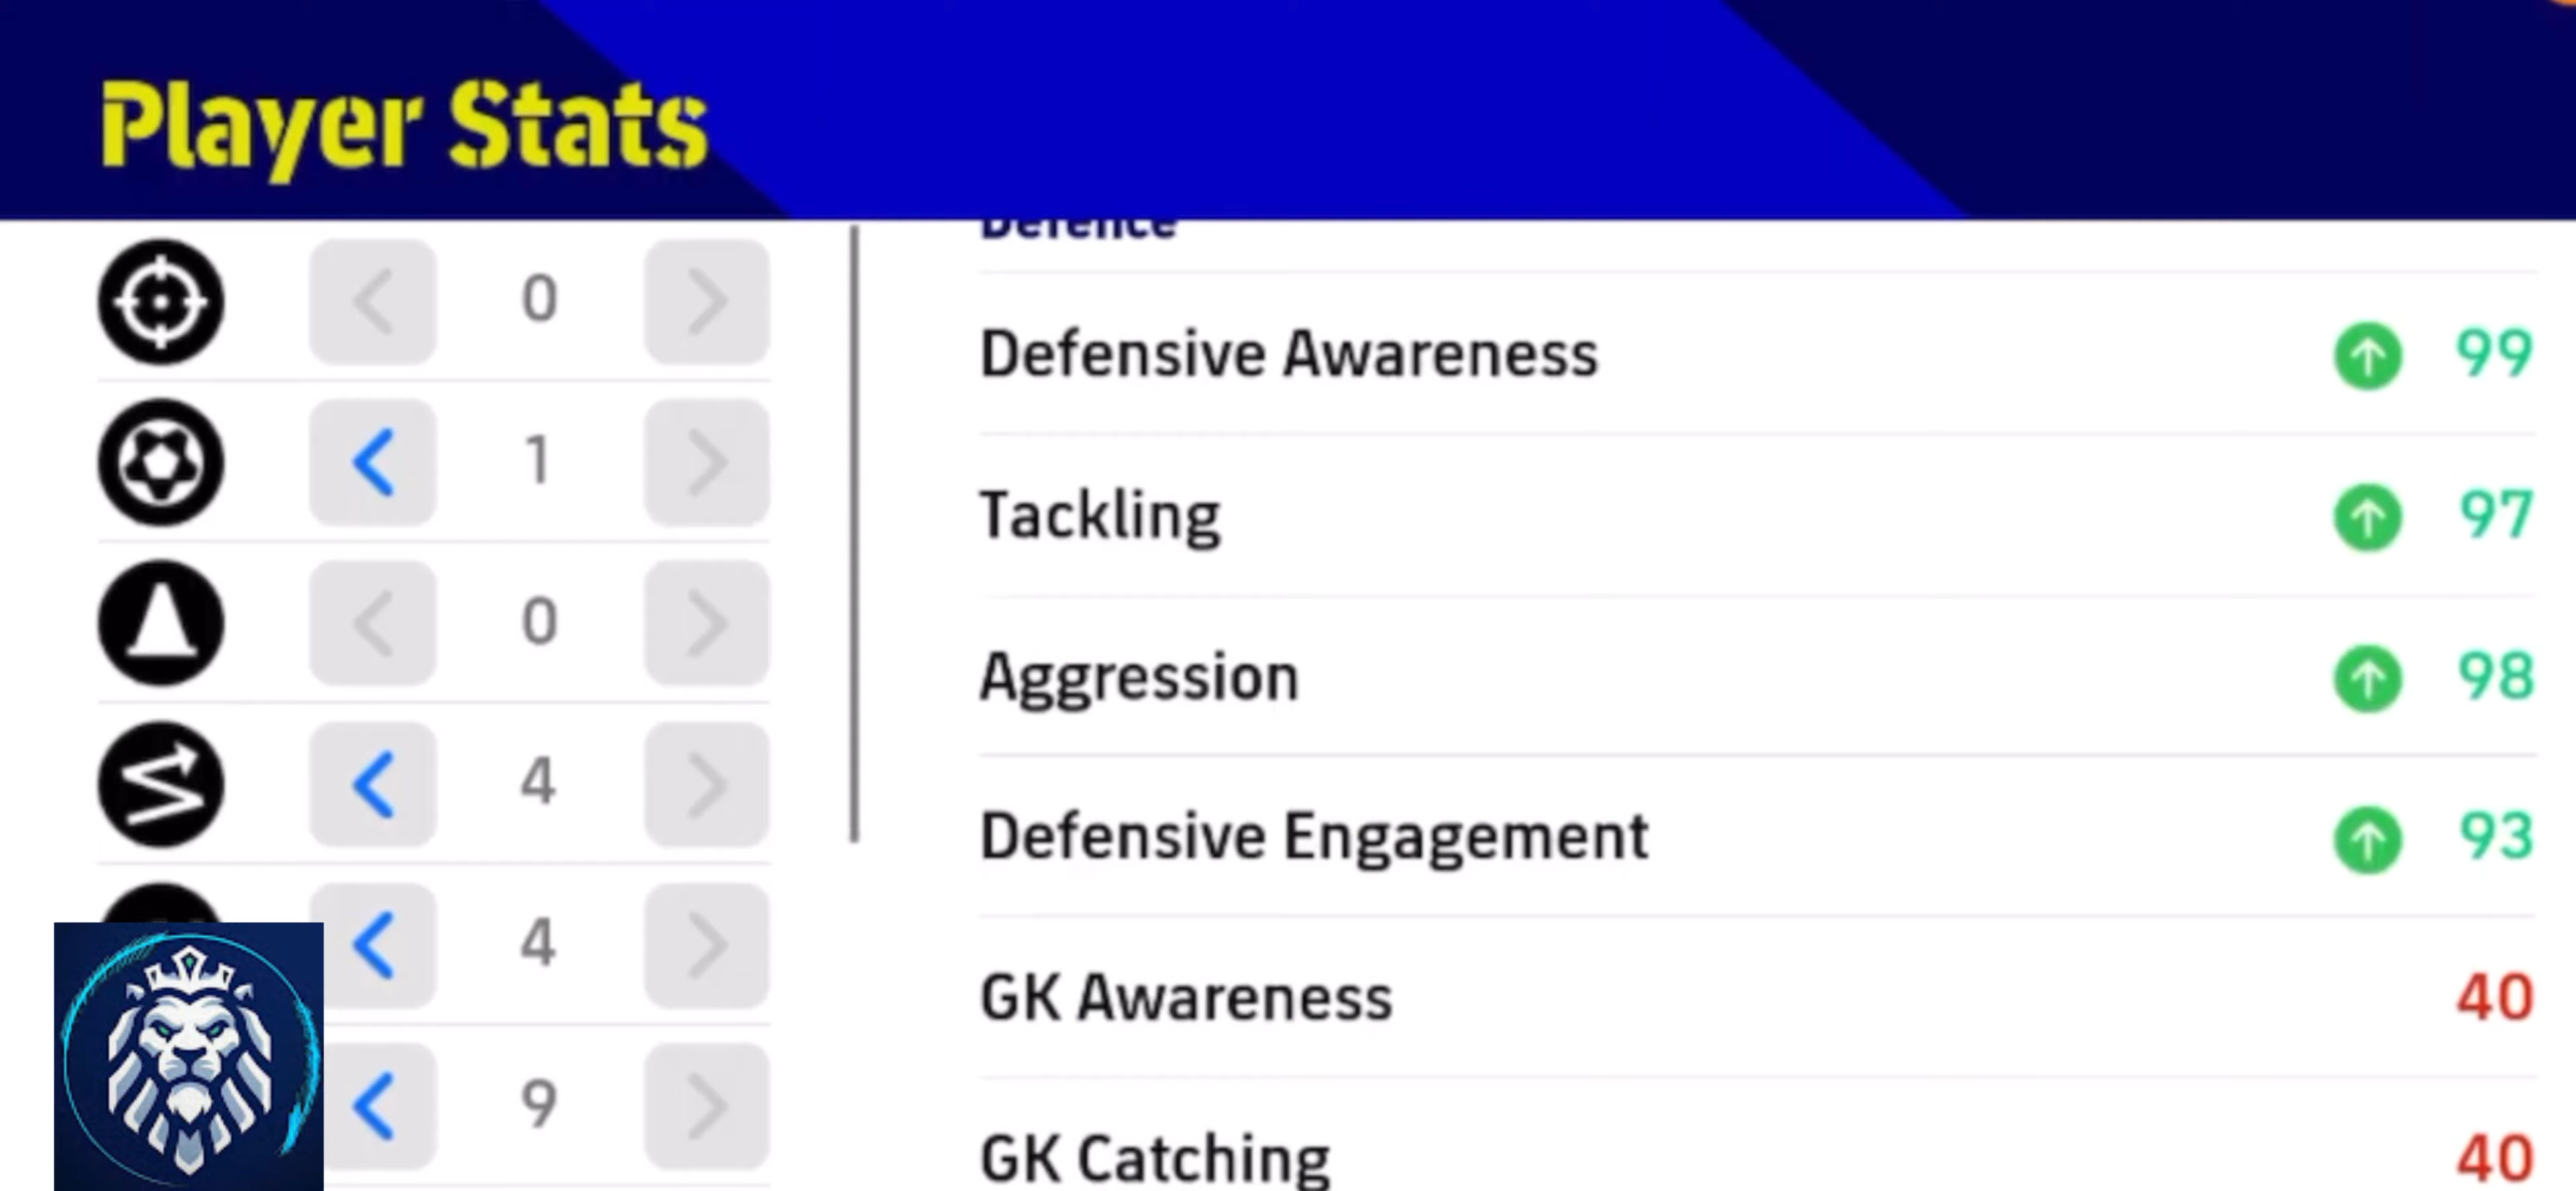 Player Stats
Defence
0
1
0
4
4
9
Defensive Awareness 99
Tackling 97
Aggression 98
Defensive Engagement 93
GK Awareness 40
GK Catching 40